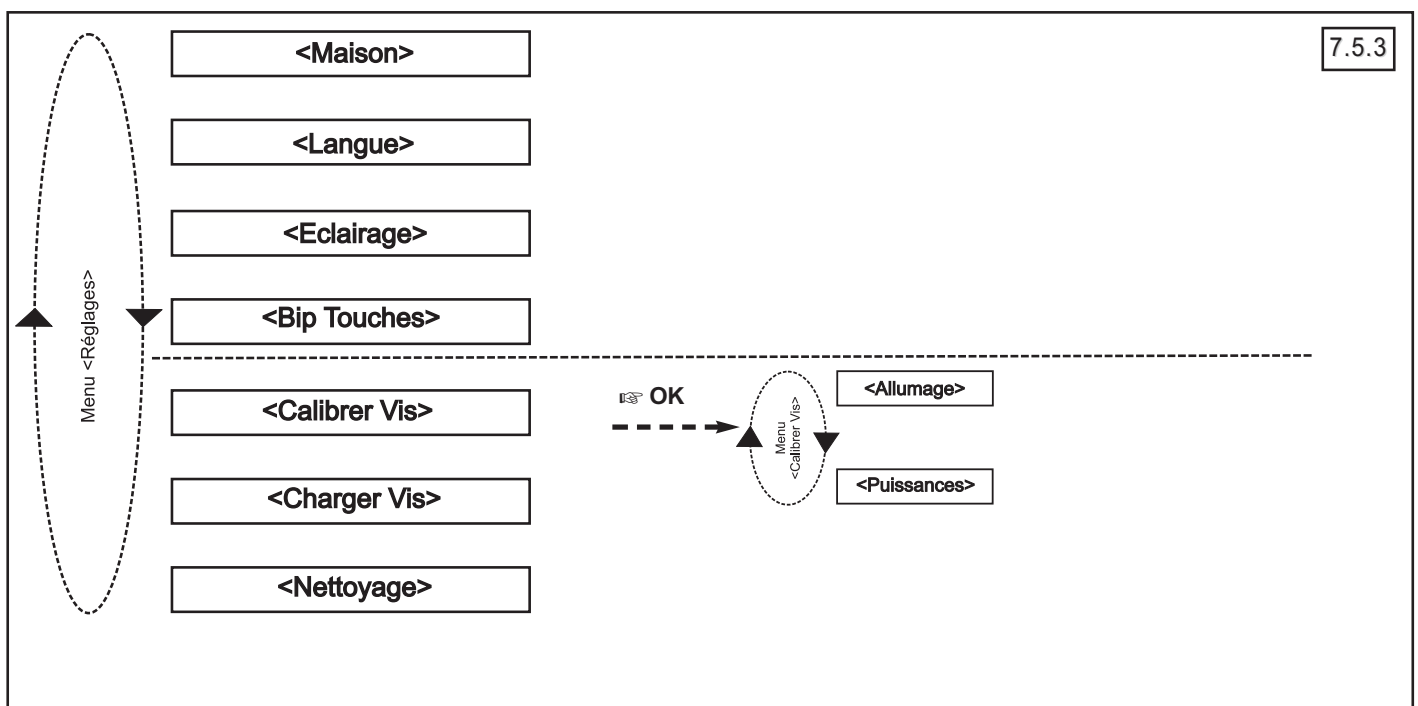 <Maison>
7.5.3
<Langue>
<Eclairage>
Menu <Réglages>
<Bip Touches>
<Calibrer Vis>
☞ OK
Menu
<Calibrer Vis>
<Allumage>
<Puissances>
<Charger Vis>
<Nettoyage>